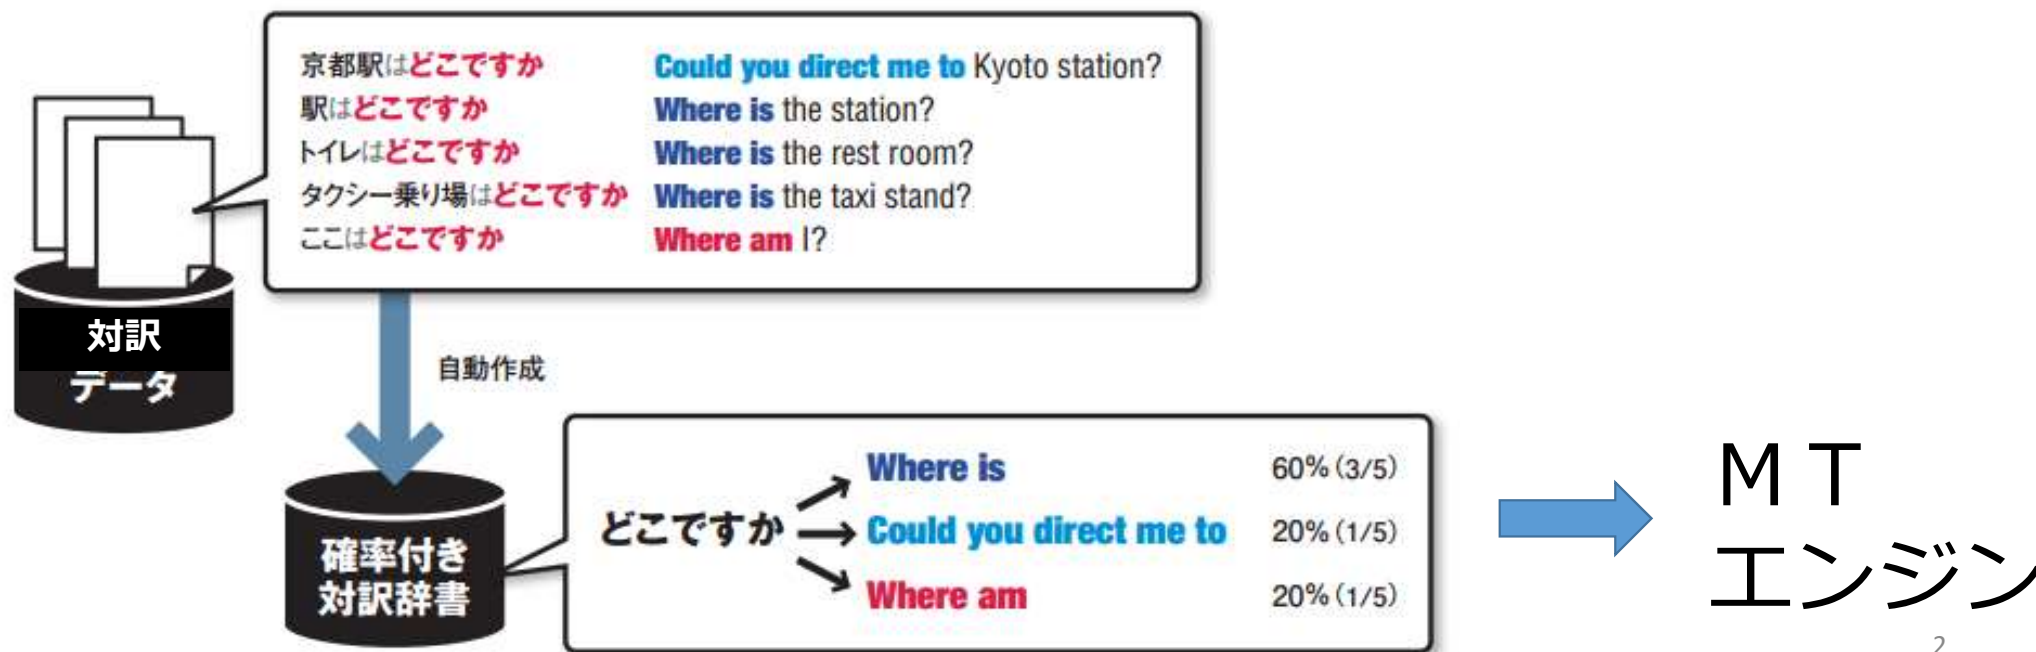 京都駅はどこですか Could you direct me to Kyoto station?
駅はどこですか Where is the station?
トイレはどこですか Where is the rest room?
タクシー乗り場はどこですか Where is the taxi stand?
ここはどこですか Where am I?
対訳
データ
自動作成
確率付き
対訳辞書
どこですか
Where is 60% (3/5)
Could you direct me to 20% (1/5)
Where am 20% (1/5)
ＭＴ
エンジン
2